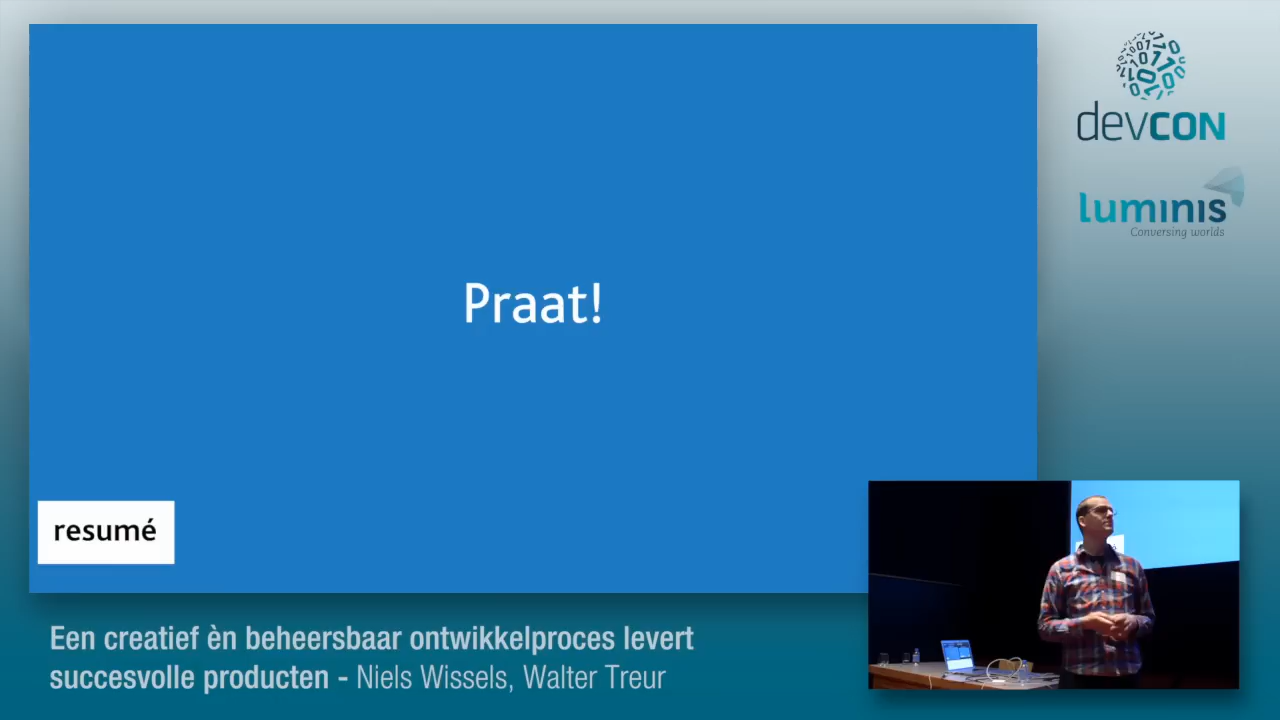 Praat!
resumé
devCON
luminis
Conversing worlds
Een creatief èn beheersbaar ontwikkelproces levert
succesvolle producten - Niels Wissels, Walter Treur